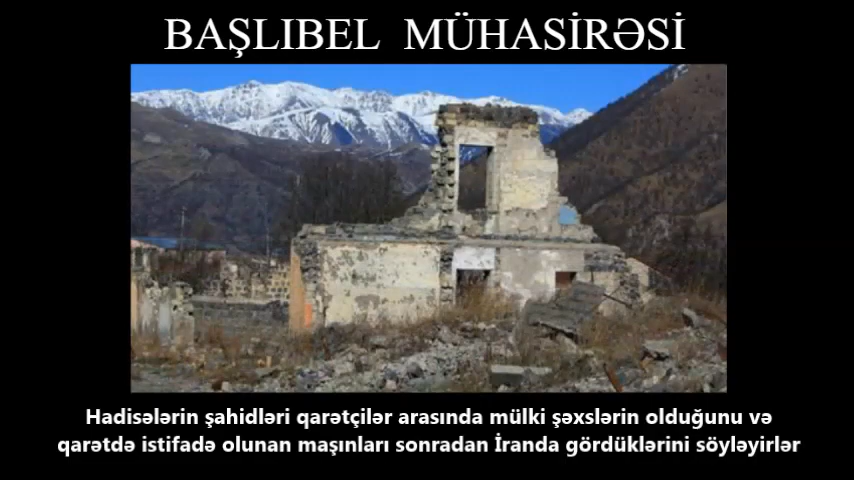 BAŞLIBEL MÜHASİRƏSİ
Hadisələrin şahidləri qarətçilər arasında mülki şəxslərin olduğunu və
qarətdə istifadə olunan maşınları sonradan İranda gördüklərini söyləyirlər